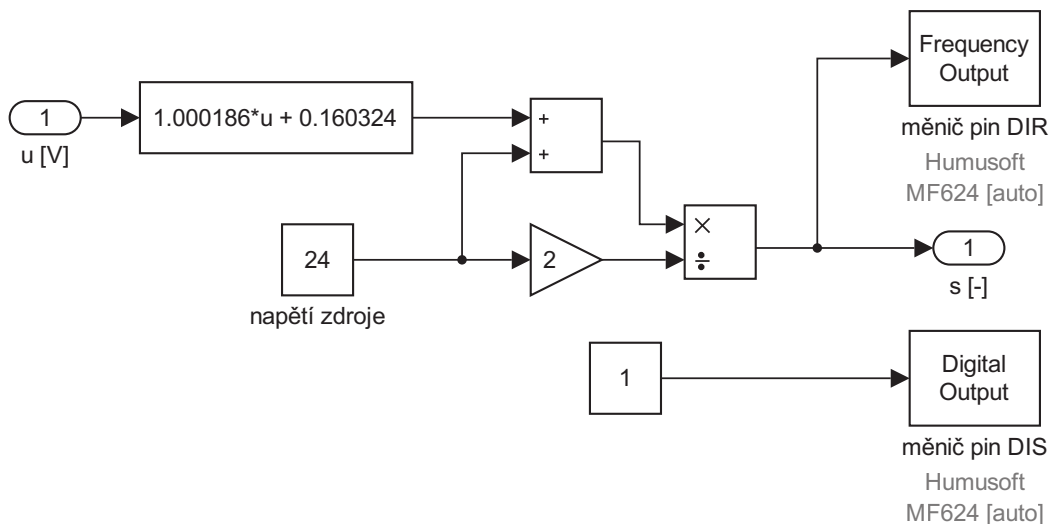 Frequency
Output
měnič pin DIR
Humusoft
MF624 [auto]
1
u [V]
1.000186*u + 0.160324
+
+
24
napětí zdroje
2
×
÷
1
s [-]
1
Digital
Output
měnič pin DIS
Humusoft
MF624 [auto]